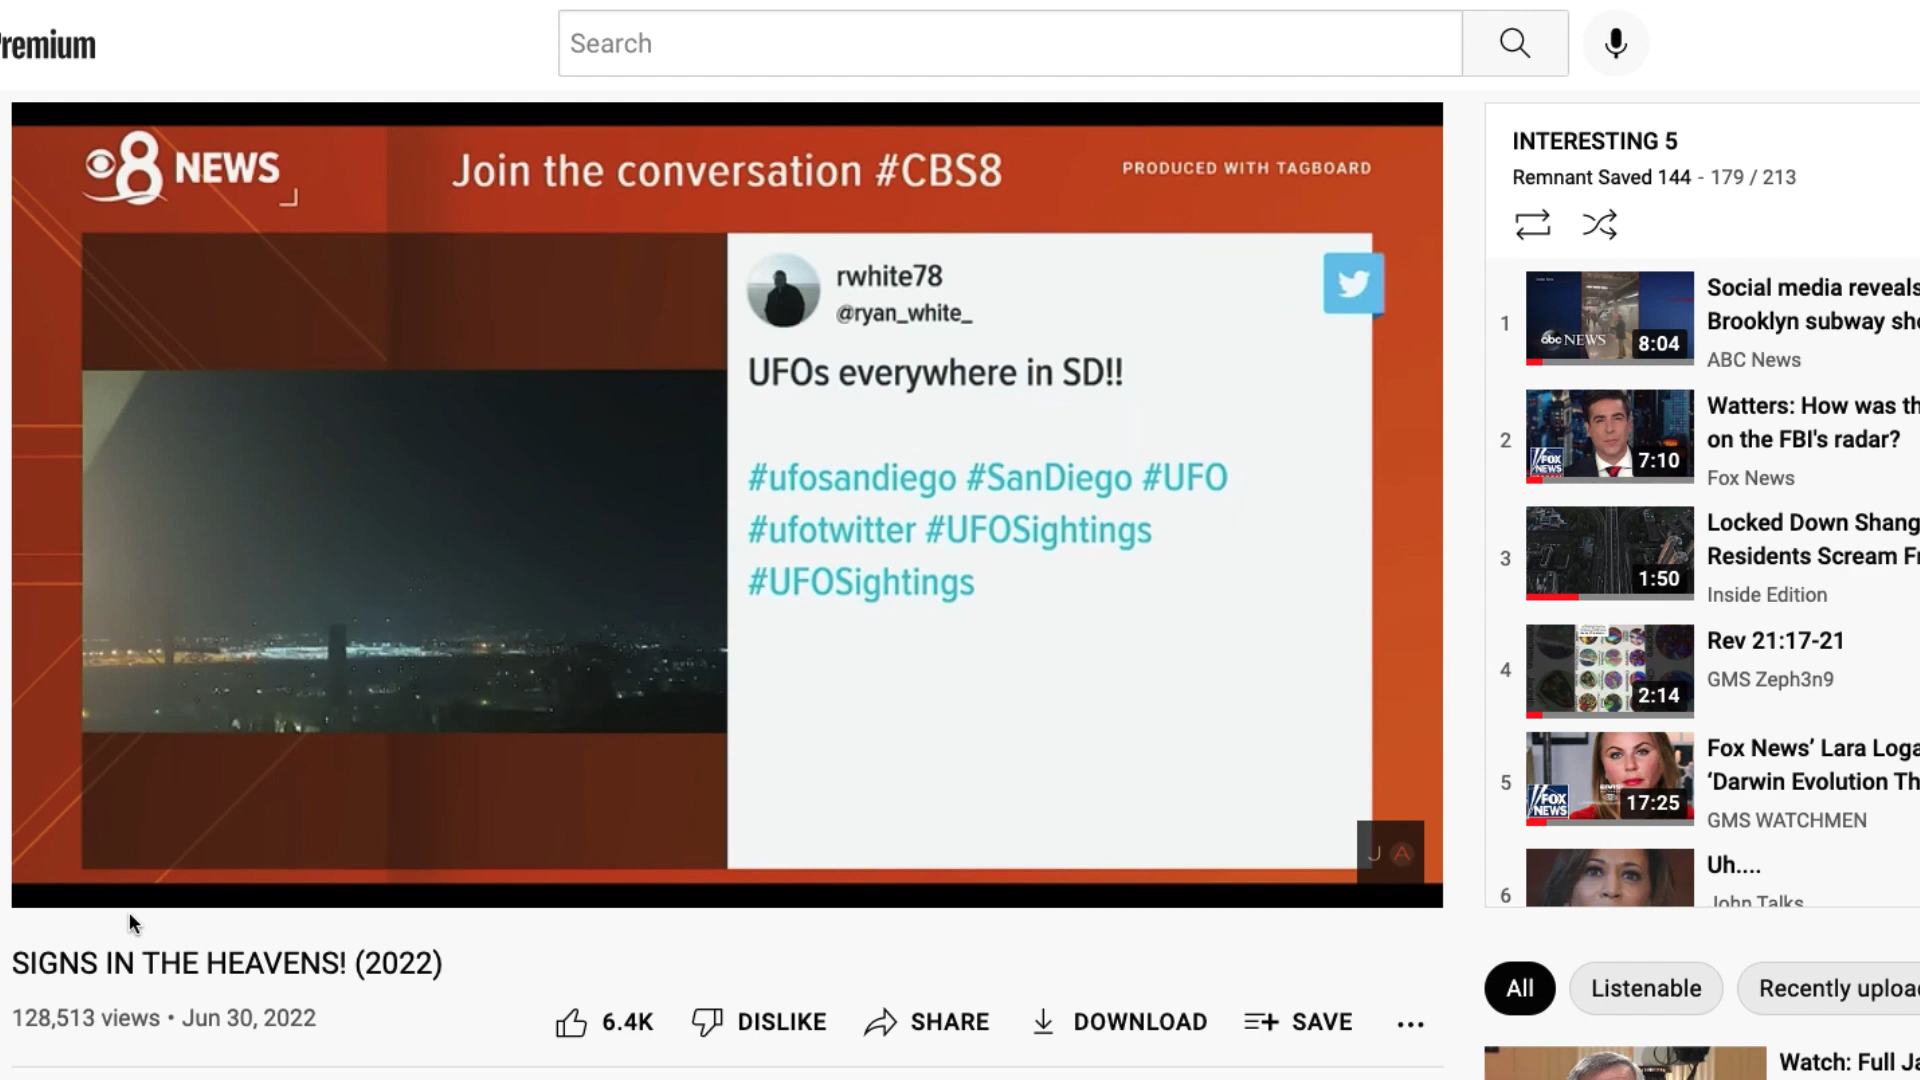 Premium
Search
8 NEWS
Join the conversation #CBS8
PRODUCED WITH TAGBOARD
rwhite78
@ryan_white_
UFOs everywhere in SD!!
#ufosandiego #SanDiego #UFO
#ufotwitter #UFOSightings
#UFOSightings
J A
SIGNS IN THE HEAVENS! (2022)
128,513 views • Jun 30, 2022
6.4K DISLIKE SHARE DOWNLOAD SAVE ...
INTERESTING 5
Remnant Saved 144 - 179 / 213
1
abc NEWS
8:04
Social media reveals
Brooklyn subway sh
ABC News
2
FOX
NEWS
7:10
Watters: How was th
on the FBI's radar?
Fox News
3
1:50
Locked Down Shang
Residents Scream Fr
Inside Edition
4
2:14
Rev 21:17-21
GMS Zeph3n9
5
FOX
NEWS
17:25
Fox News’ Lara Loga
‘Darwin Evolution Th
GMS WATCHMEN
6
Uh....
John Talks
All Listenable Recently uploa
Watch: Full Ja